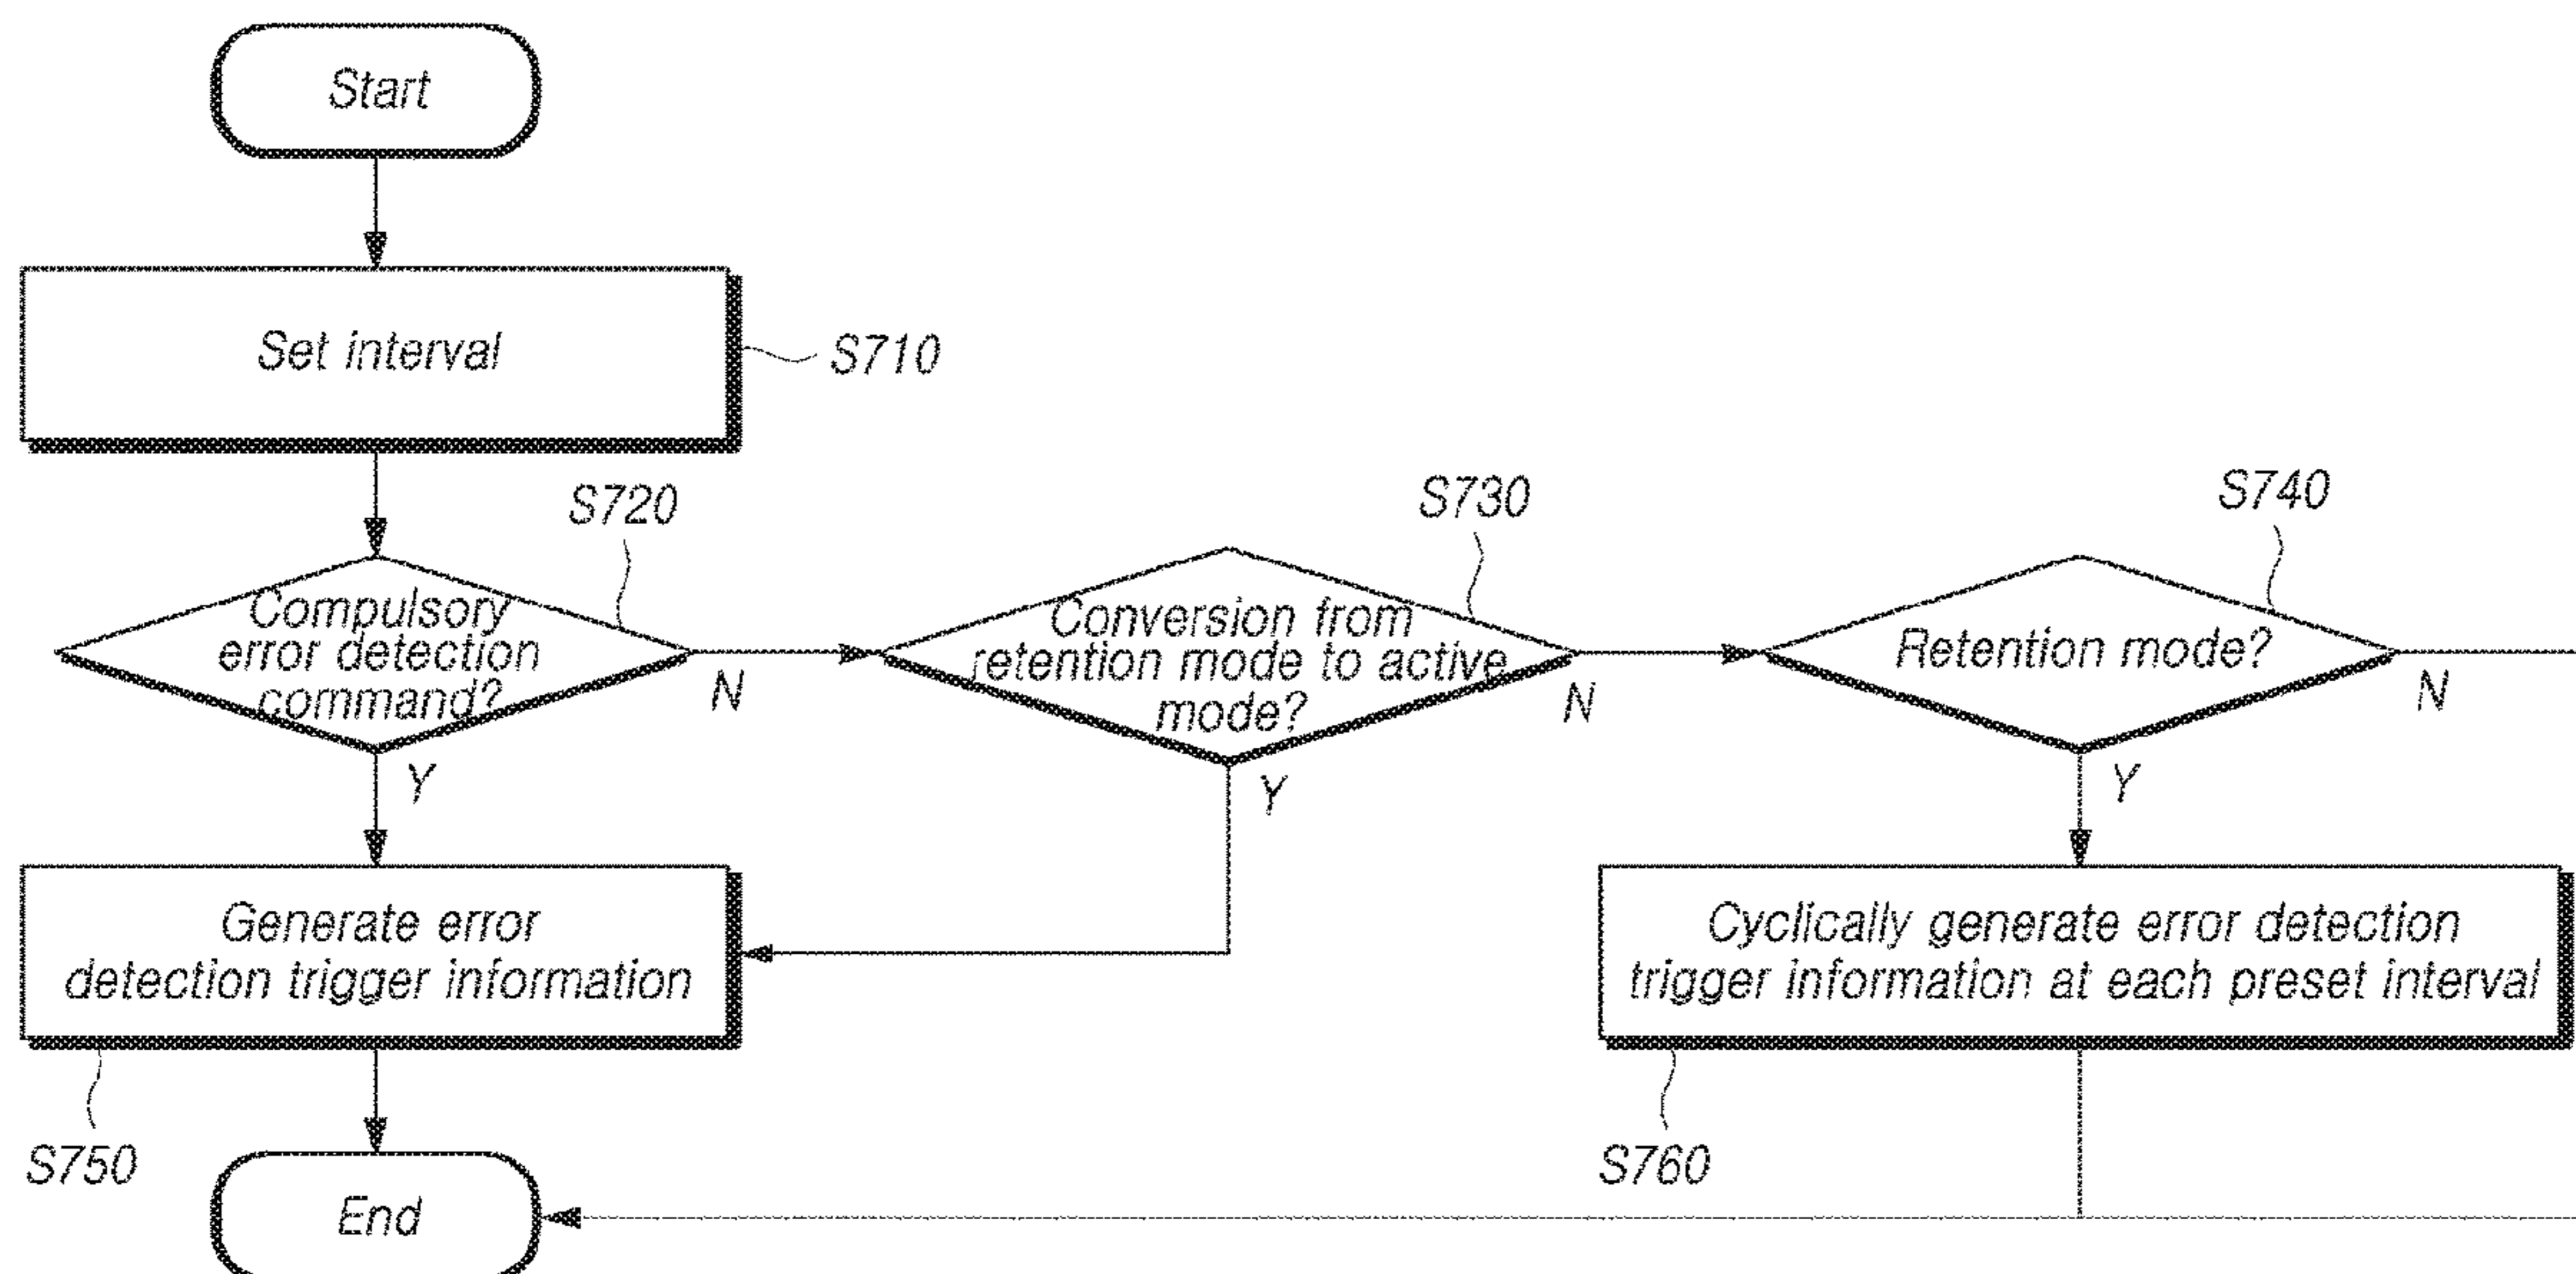 Start
Set interval
S710
S720
Compulsory
error detection
command?
N
Y
S730
Conversion from
retention mode to active
mode?
N
Y
S740
Retention mode?
N
Y
Generate error
detection trigger information
S750
Cyclically generate error detection
trigger information at each preset interval
S760
End